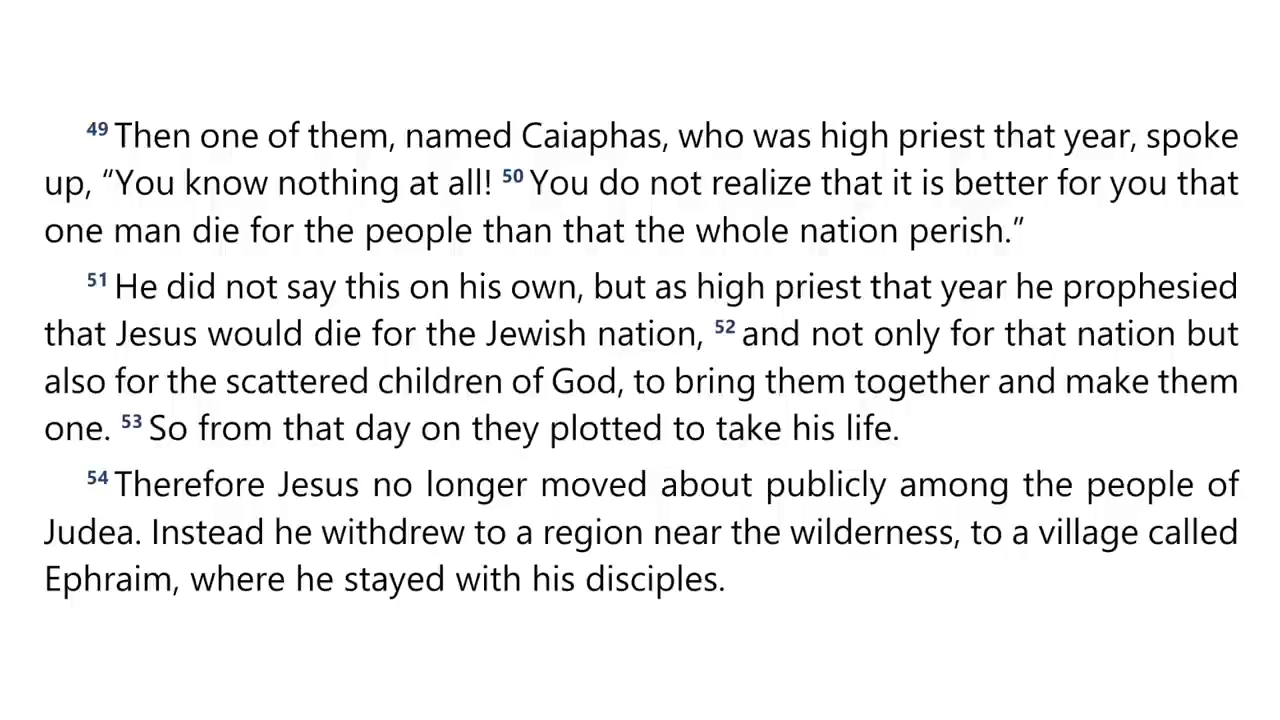 49 Then one of them, named Caiaphas, who was high priest that year, spoke
up, “You know nothing at all! 50 You do not realize that it is better for you that
one man die for the people than that the whole nation perish.”
51 He did not say this on his own, but as high priest that year he prophesied
that Jesus would die for the Jewish nation, 52 and not only for that nation but
also for the scattered children of God, to bring them together and make them
one. 53 So from that day on they plotted to take his life.
54 Therefore Jesus no longer moved about publicly among the people of
Judea. Instead he withdrew to a region near the wilderness, to a village called
Ephraim, where he stayed with his disciples.